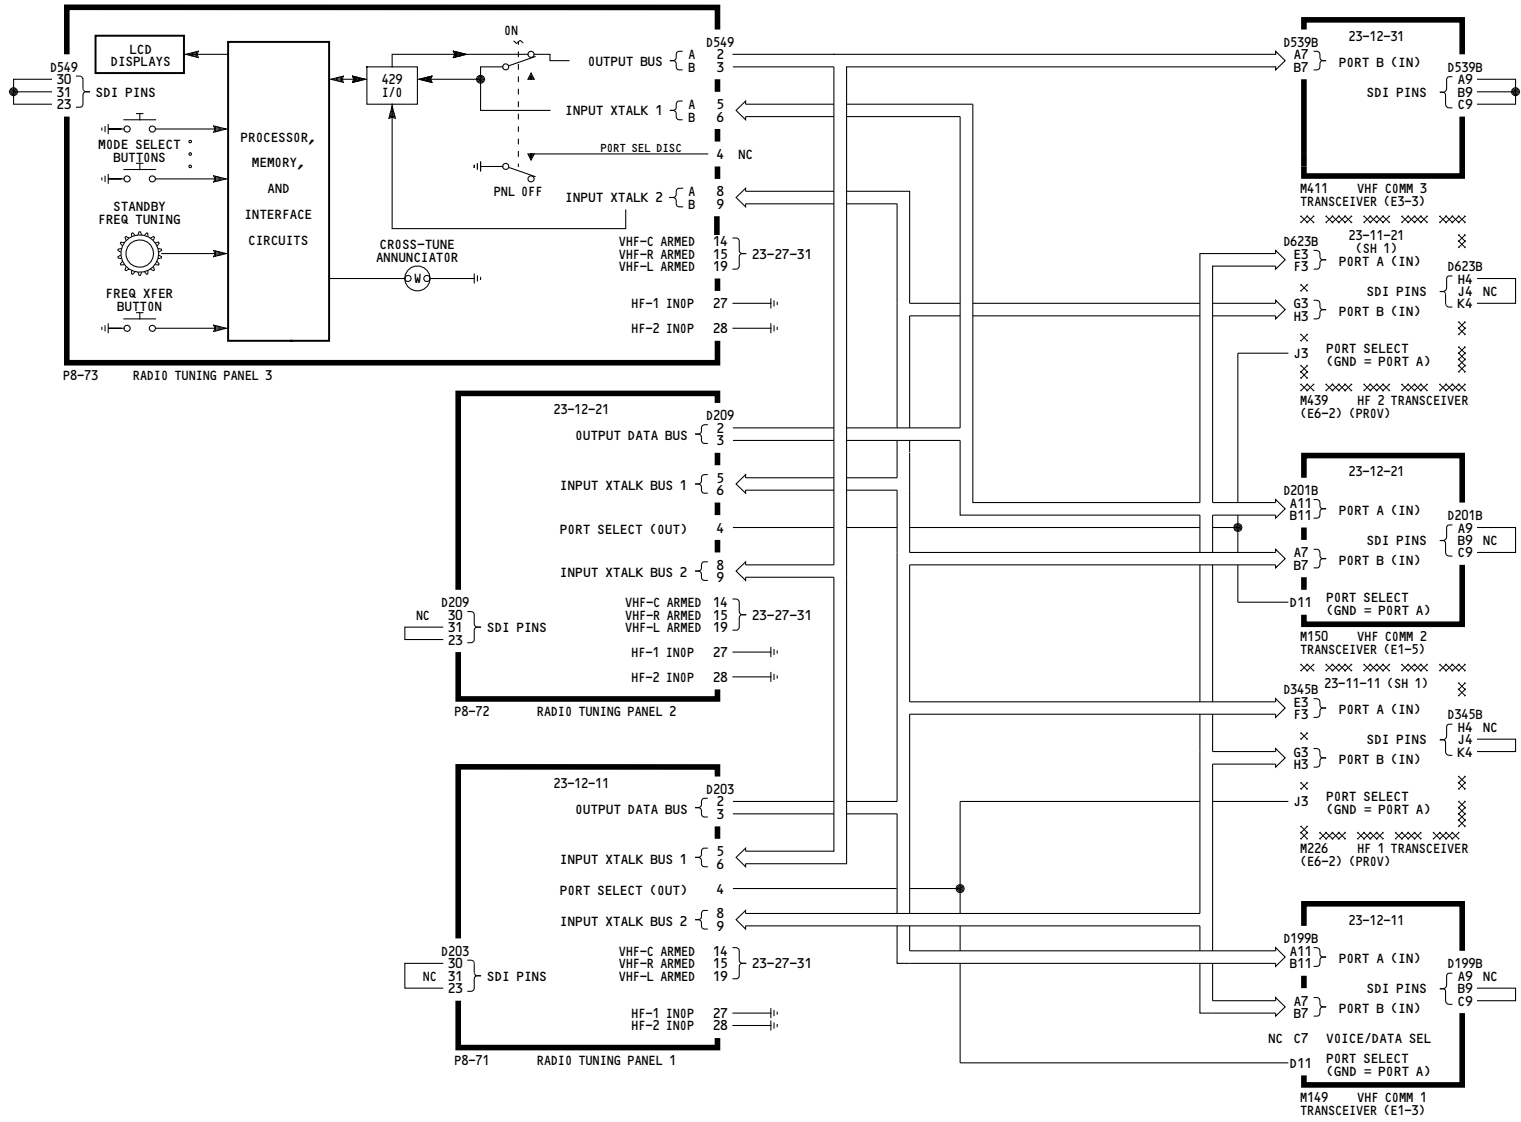 ON
LCD
DISPLAYS
D549
30
31
23
SDI PINS
MODE SELECT
BUTTONS
STANDBY
FREQ TUNING
FREQ XFER
BUTTON
PROCESSOR,
MEMORY,
AND
INTERFACE
CIRCUITS
429
I/O
CROSS-TUNE
ANNUNCIATOR
W
PNL OFF
D549
OUTPUT BUS
A 2
B 3
INPUT XTALK 1
A 5
B 6
PORT SEL DISC 4 NC
INPUT XTALK 2
A 8
B 9
VHF-C ARMED 14
VHF-R ARMED 15 23-27-31
VHF-L ARMED 19
HF-1 INOP 27
HF-2 INOP 28
P8-73 RADIO TUNING PANEL 3
23-12-21
D209
OUTPUT DATA BUS
2
3
INPUT XTALK BUS 1
5
6
PORT SELECT (OUT) 4
INPUT XTALK BUS 2
8
9
D209
NC 30
31 SDI PINS
23
VHF-C ARMED 14
VHF-R ARMED 15 23-27-31
VHF-L ARMED 19
HF-1 INOP 27
HF-2 INOP 28
P8-72 RADIO TUNING PANEL 2
23-12-11
D203
OUTPUT DATA BUS
2
3
INPUT XTALK BUS 1
5
6
PORT SELECT (OUT) 4
INPUT XTALK BUS 2
8
9
D203
30
NC 31 SDI PINS
23
VHF-C ARMED 14
VHF-R ARMED 15 23-27-31
VHF-L ARMED 19
HF-1 INOP 27
HF-2 INOP 28
P8-71 RADIO TUNING PANEL 1
23-12-31
D539B
A7
B7
PORT B (IN)
D539B
SDI PINS
A9
B9
C9
M411 VHF COMM 3
TRANSCEIVER (E3-3)
23-11-21
(SH 1)
D623B
E3
F3
PORT A (IN)
D623B
SDI PINS
H4
J4 NC
K4
G3
H3
PORT B (IN)
J3 PORT SELECT
(GND = PORT A)
M439 HF 2 TRANSCEIVER
(E6-2) (PROV)
23-12-21
D201B
A11
B11
PORT A (IN)
D201B
SDI PINS
A9
B9 NC
C9
A7
B7
PORT B (IN)
D11 PORT SELECT
(GND = PORT A)
M150 VHF COMM 2
TRANSCEIVER (E1-5)
23-11-11 (SH 1)
D345B
E3
F3
PORT A (IN)
D345B
SDI PINS
H4 NC
J4
K4
G3
H3
PORT B (IN)
J3 PORT SELECT
(GND = PORT A)
M226 HF 1 TRANSCEIVER
(E6-2) (PROV)
23-12-11
D199B
A11
B11
PORT A (IN)
D199B
SDI PINS
A9 NC
B9
C9
A7
B7
PORT B (IN)
NC C7 VOICE/DATA SEL
D11 PORT SELECT
(GND = PORT A)
M149 VHF COMM 1
TRANSCEIVER (E1-3)